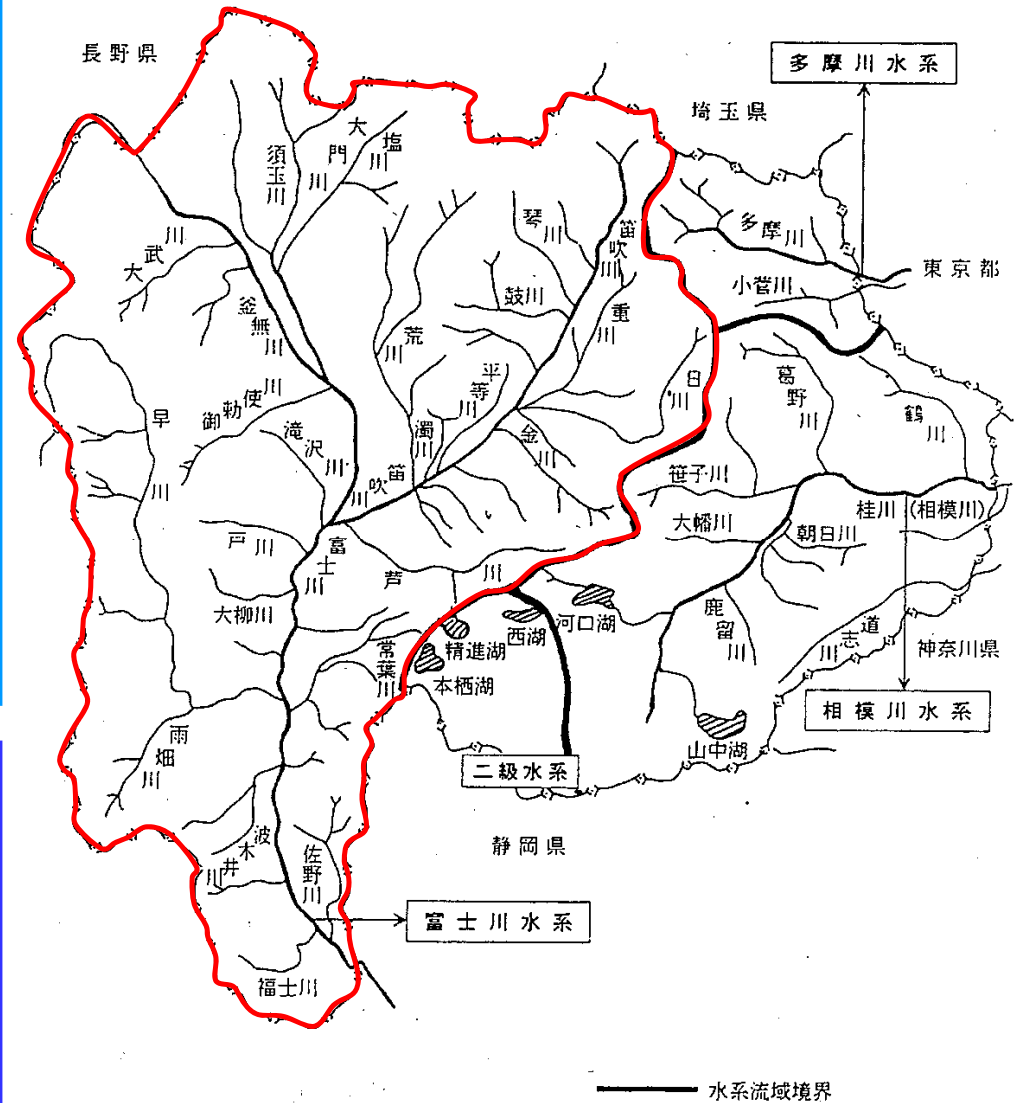 長野県
多摩川水系
埼玉県
大門川
塩川
須玉川
琴川
笛吹川
多摩川
大武川
東京都
小菅川
鼓川
重川
釜無川
荒川
平等川
日川
葛野川
鶴川
御勅使川
早川
滝沢川
濁川
金川
笛吹川
笹子川
桂川(相模川)
大幡川
朝日川
戸川
富士川
芦川
大柳川
河口湖
西湖
鹿留川
道志川
精進湖
常葉川
神奈川県
本栖湖
相模川水系
雨畑川
山中湖
二級水系
波木井川
佐野川
静岡県
富士川水系
福士川
水系流域境界